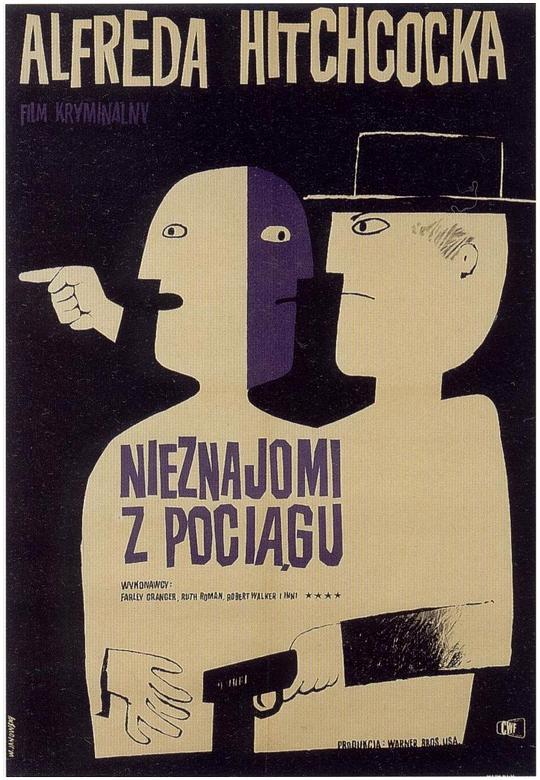 ALFREDA HITCHCOCKA
FILM KRYMINALNY
NIEZNAJOMI
Z POCIĄGU
WYKONAWCY:
FARLEY GRANGER, RUTH ROMAN, ROBERT WALKER I INNI ★★★★
PRODUKCJA: WARNER BROS. USA.
CWF